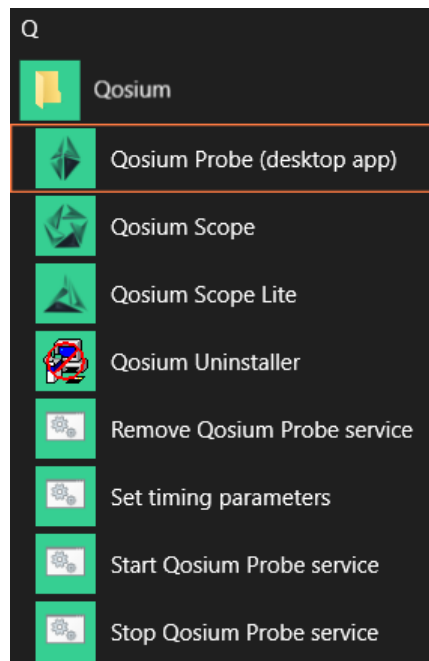 Q
Qosium
Qosium Probe (desktop app)
Qosium Scope
Qosium Scope Lite
Qosium Uninstaller
Remove Qosium Probe service
Set timing parameters
Start Qosium Probe service
Stop Qosium Probe service